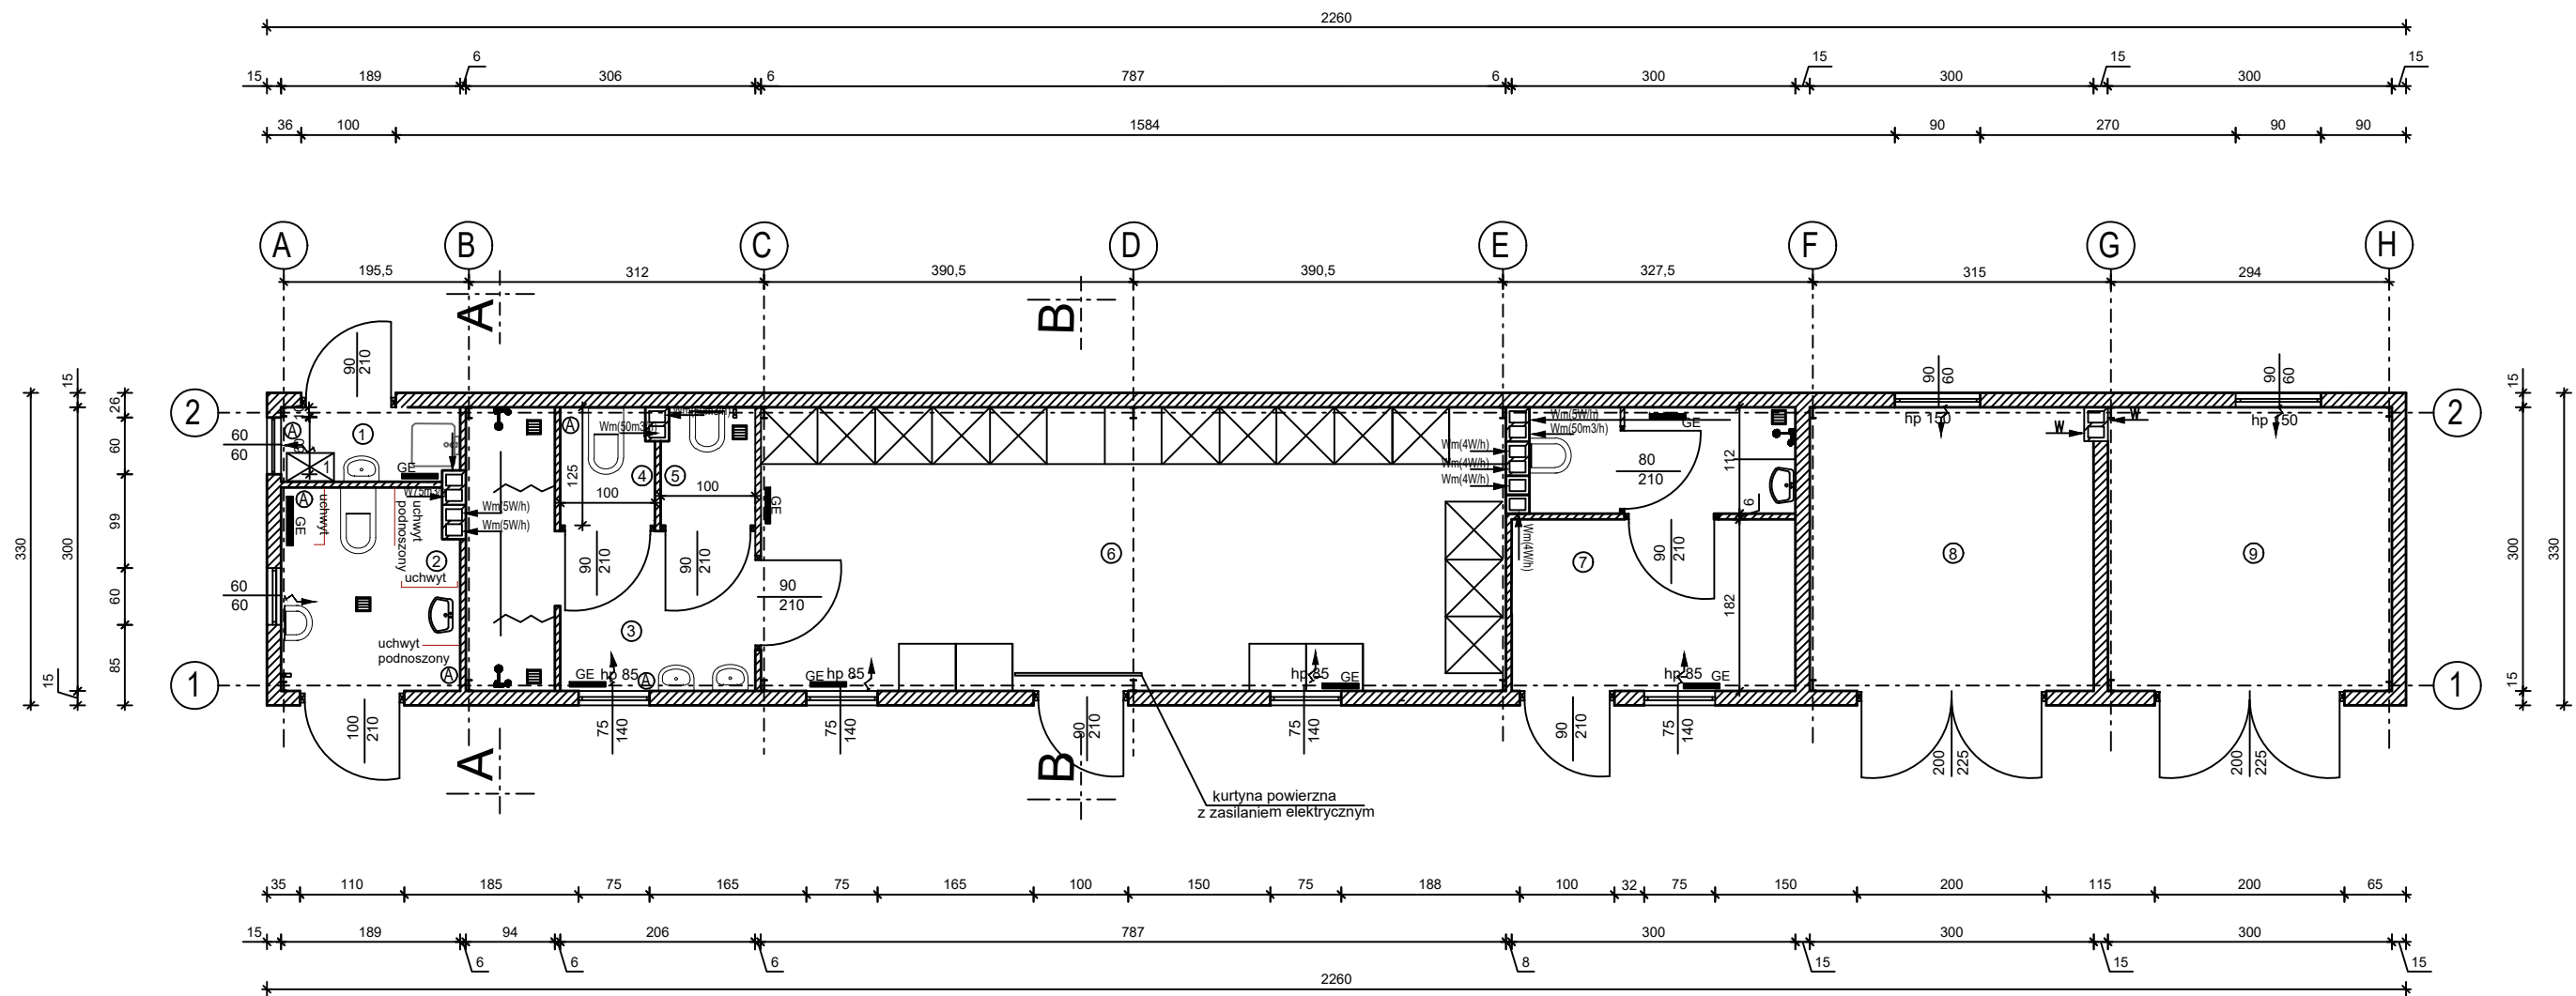 2260
15 189 6 306 6 787 6 300 15 300 15 300 15
36 100 1584 90 270 90 90
A B C D E F G H
195,5 312 390,5 390,5 327,5 315 294
A B
90 210
90 60
90 60
2 2
hp 150
W
W
60 60
A
1
1
GE
A
GE
uchwyt
uchwyt podnoszony
2
uchwyt
60 60
uchwyt
podnoszony
A
Wm(5W/h)
Wm(5W/h)
A
Wm(50m3/h)
4
5
125
100
100
90 210
90 210
3
GE hp 85
A
GE
90 210
6
GE hp 85
hp 85
GE
Wm(4W/h)
Wm(4W/h)
Wm(4W/h)
Wm(4W/h)
Wm(5W/h)
Wm(50m3/h)
GE
80 210
112
6
182
7
90 210
hp 85
GE
8
9
1 1
330
15 300 15
26 60 99 60 85
15 300 15
330
100 210
75 140
75 140
90 210
75 140
90 210
75 140
200 225
200 225
A B
kurtyna powierzna
z zasilaniem elektrycznym
35 110 185 75 165 75 165 100 150 75 188 100 32 75 150 200 115 200 65
15 189 6 94 6 206 6 787 8 300 15 300 15 300 15
2260